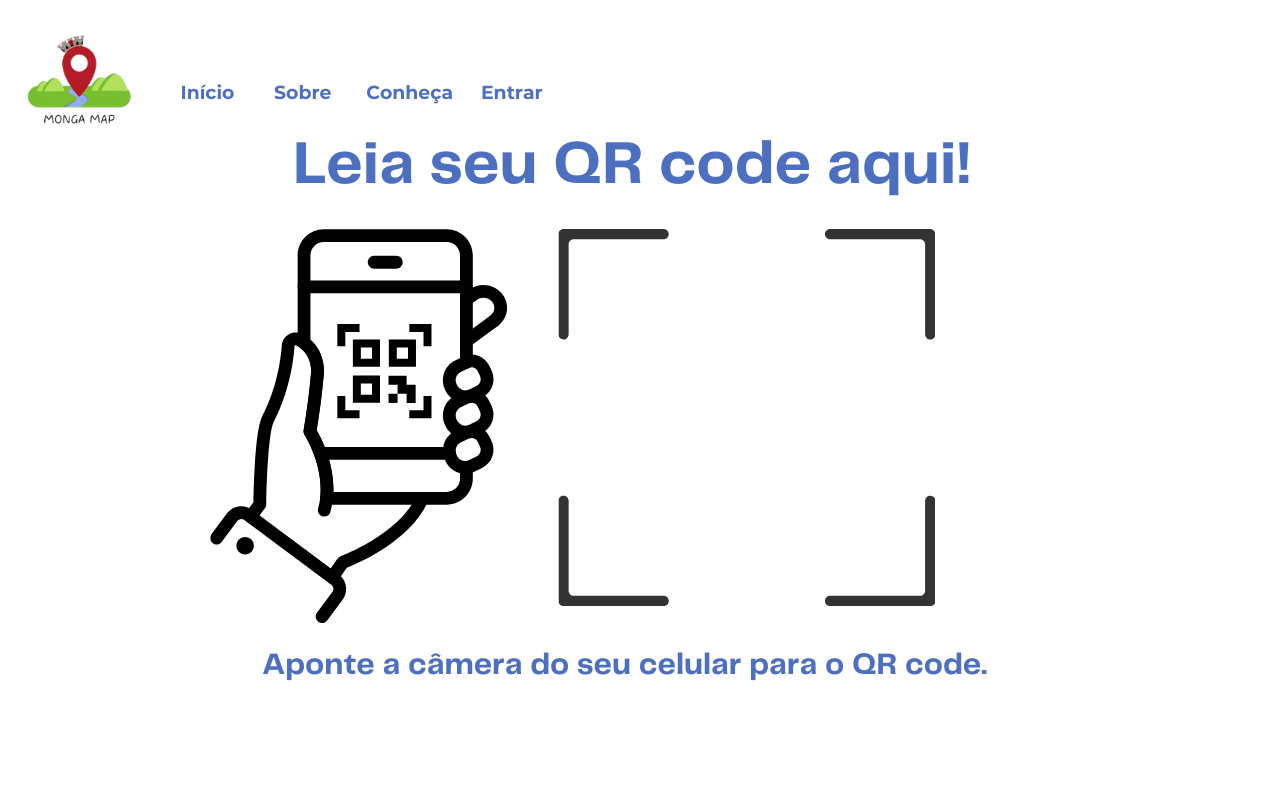 MONGA MAP
Início Sobre Conheça Entrar
Leia seu QR code aqui!
Aponte a câmera do seu celular para o QR code.